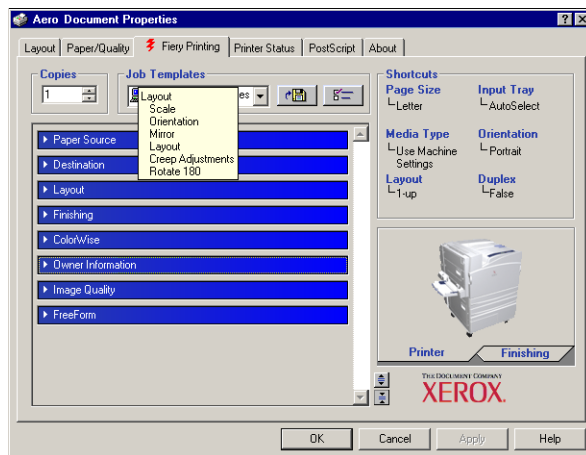 Aero Document Properties
Layout Paper/Quality Fiery Printing Printer Status PostScript About
Copies
1
Job Templates
es
Layout
Scale
Orientation
Mirror
Layout
Creep Adjustments
Rotate 180
Paper Source
Destination
Layout
Finishing
ColorWise
Owner Information
Image Quality
FreeForm
Shortcuts
Page Size Input Tray
Letter AutoSelect
Media Type Orientation
Use Machine Portrait
Settings
Layout Duplex
1-up False
Printer Finishing
THE DOCUMENT COMPANY
XEROX.
OK Cancel Apply Help